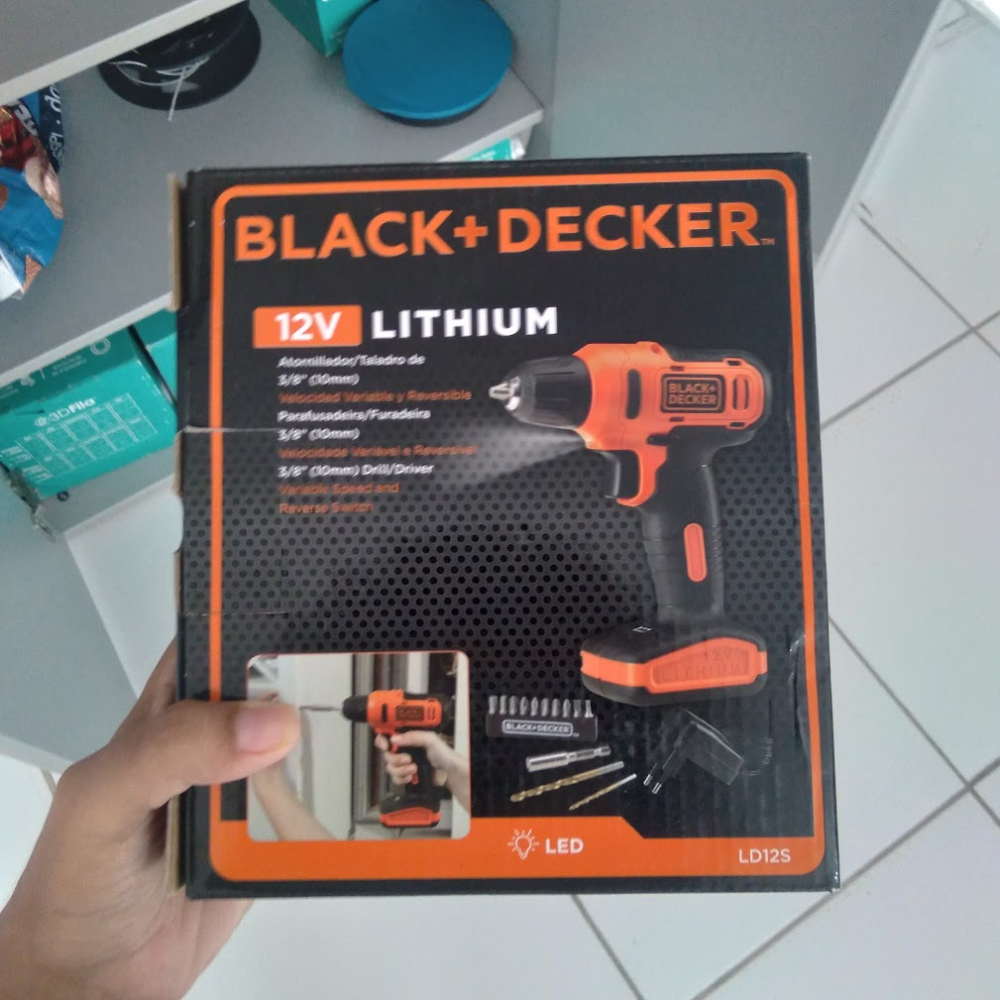 BLACK+DECKER™
12V LITHIUM
Atornillador/Taladro de
3/8" (10mm)
Velocidad Variable y Reversible
Parafusadeira/Furadeira
3/8" (10mm)
Velocidade Variável e Reversível
3/8" (10mm) Drill/Driver
Variable Speed and
Reverse Switch
BLACK+
DECKER
12V
LITHIUM
BLACK+DECKER
LED
LD12S
3DFila